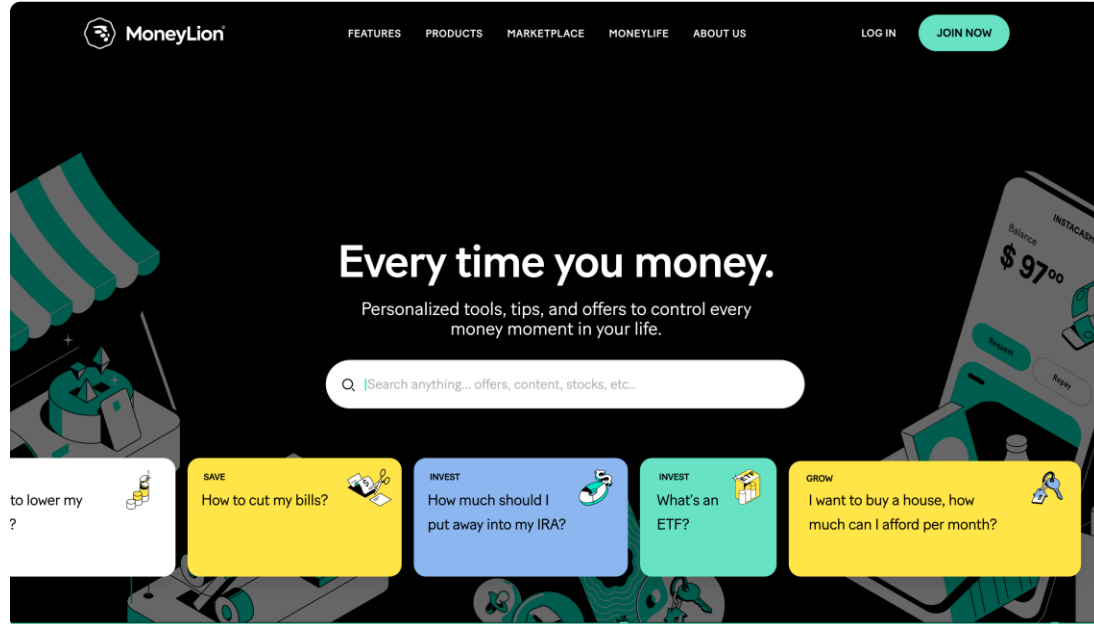 MoneyLion
FEATURES PRODUCTS MARKETPLACE MONEYLIFE ABOUT US
LOG IN JOIN NOW
Every time you money.
Personalized tools, tips, and offers to control every
money moment in your life.
Search anything... offers, content, stocks, etc..
INSTACASH
Balance
$ 97⁰⁰
Request
Repay
to lower my
?
SAVE
How to cut my bills?
INVEST
How much should I
put away into my IRA?
INVEST
What's an
ETF?
ETF
GROW
I want to buy a house, how
much can I afford per month?